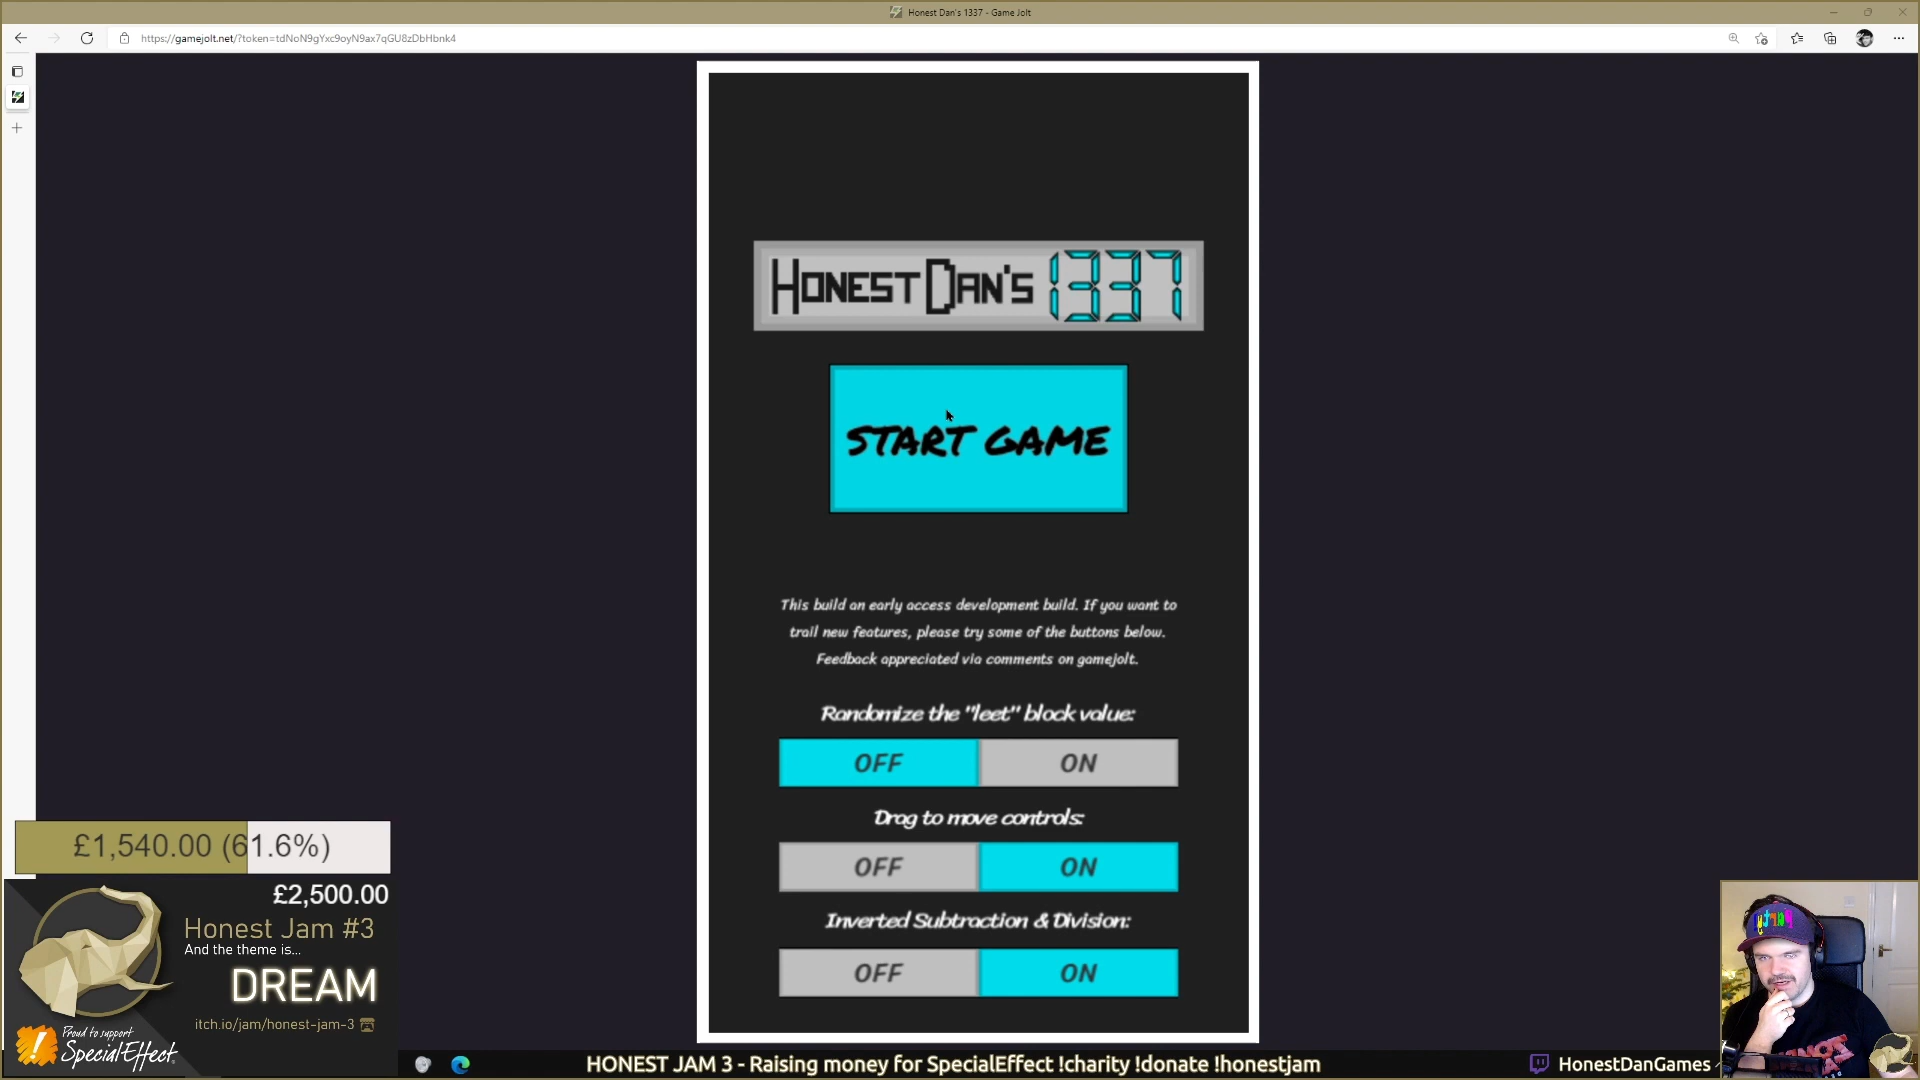 Honest Dan's 1337 - Game Jolt
https://gamejolt.net/?token=tdNoN9gYxc9oyN9ax7qGU8zDbHbnk4
HONEST DAN'S 1337
START GAME
This build an early access development build. If you want to
trail new features, please try some of the buttons below.
Feedback appreciated via comments on gamejolt.
Randomize the "leet" block value:
OFF ON
Drag to move controls:
OFF ON
Inverted Subtraction & Division:
OFF ON
£1,540.00 (61.6%)
£2,500.00
Honest Jam #3
And the theme is...
DREAM
itch.io/jam/honest-jam-3
Proud to support
SpecialEffect
HONEST JAM 3 - Raising money for SpecialEffect !charity !donate !honestjam
HonestDanGames